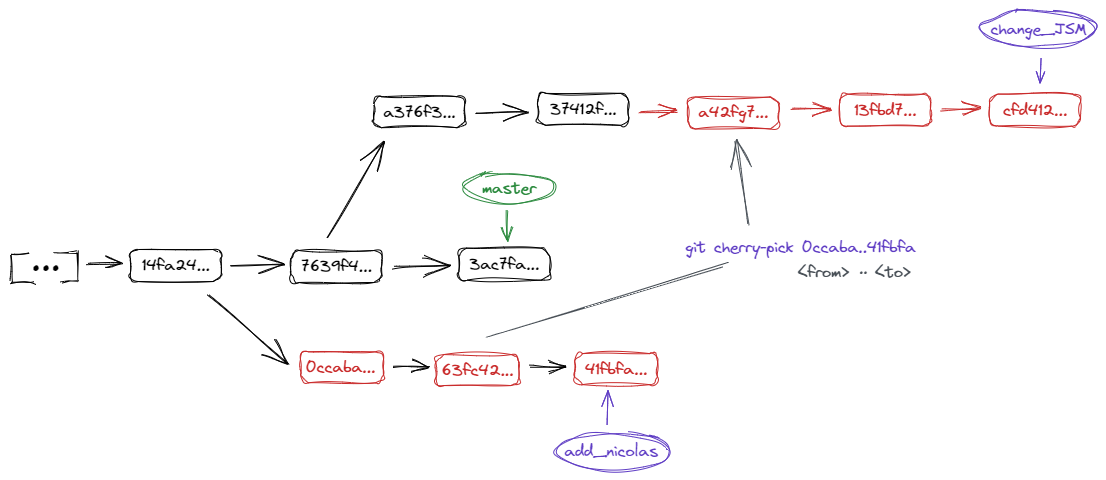 change_JSM
a376f3...
37412f...
a42fg7...
13fbd7...
cfd412...
master
...
14fa24...
7639f4...
3ac7fa...
git cherry-pick 0ccaba..41fbfa
<from> .. <to>
0ccaba...
63fc42...
41fbfa...
add_nicolas